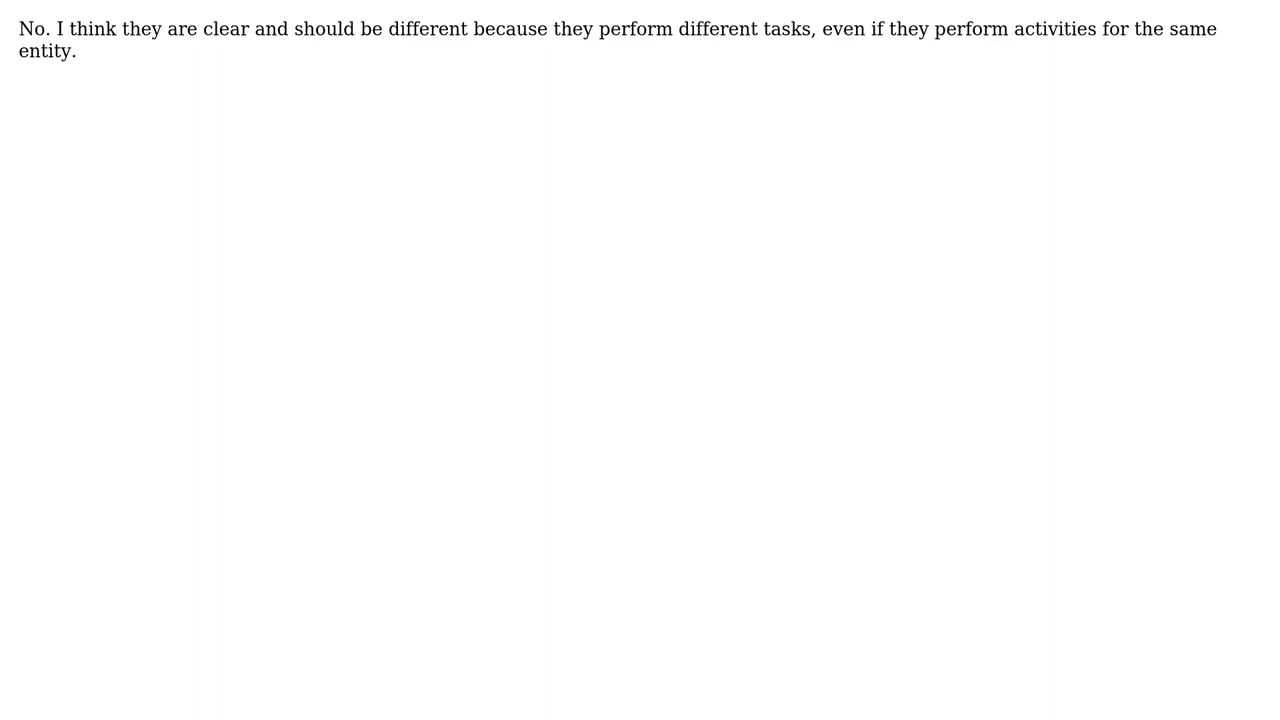 No. I think they are clear and should be different because they perform different tasks, even if they perform activities for the same
entity.